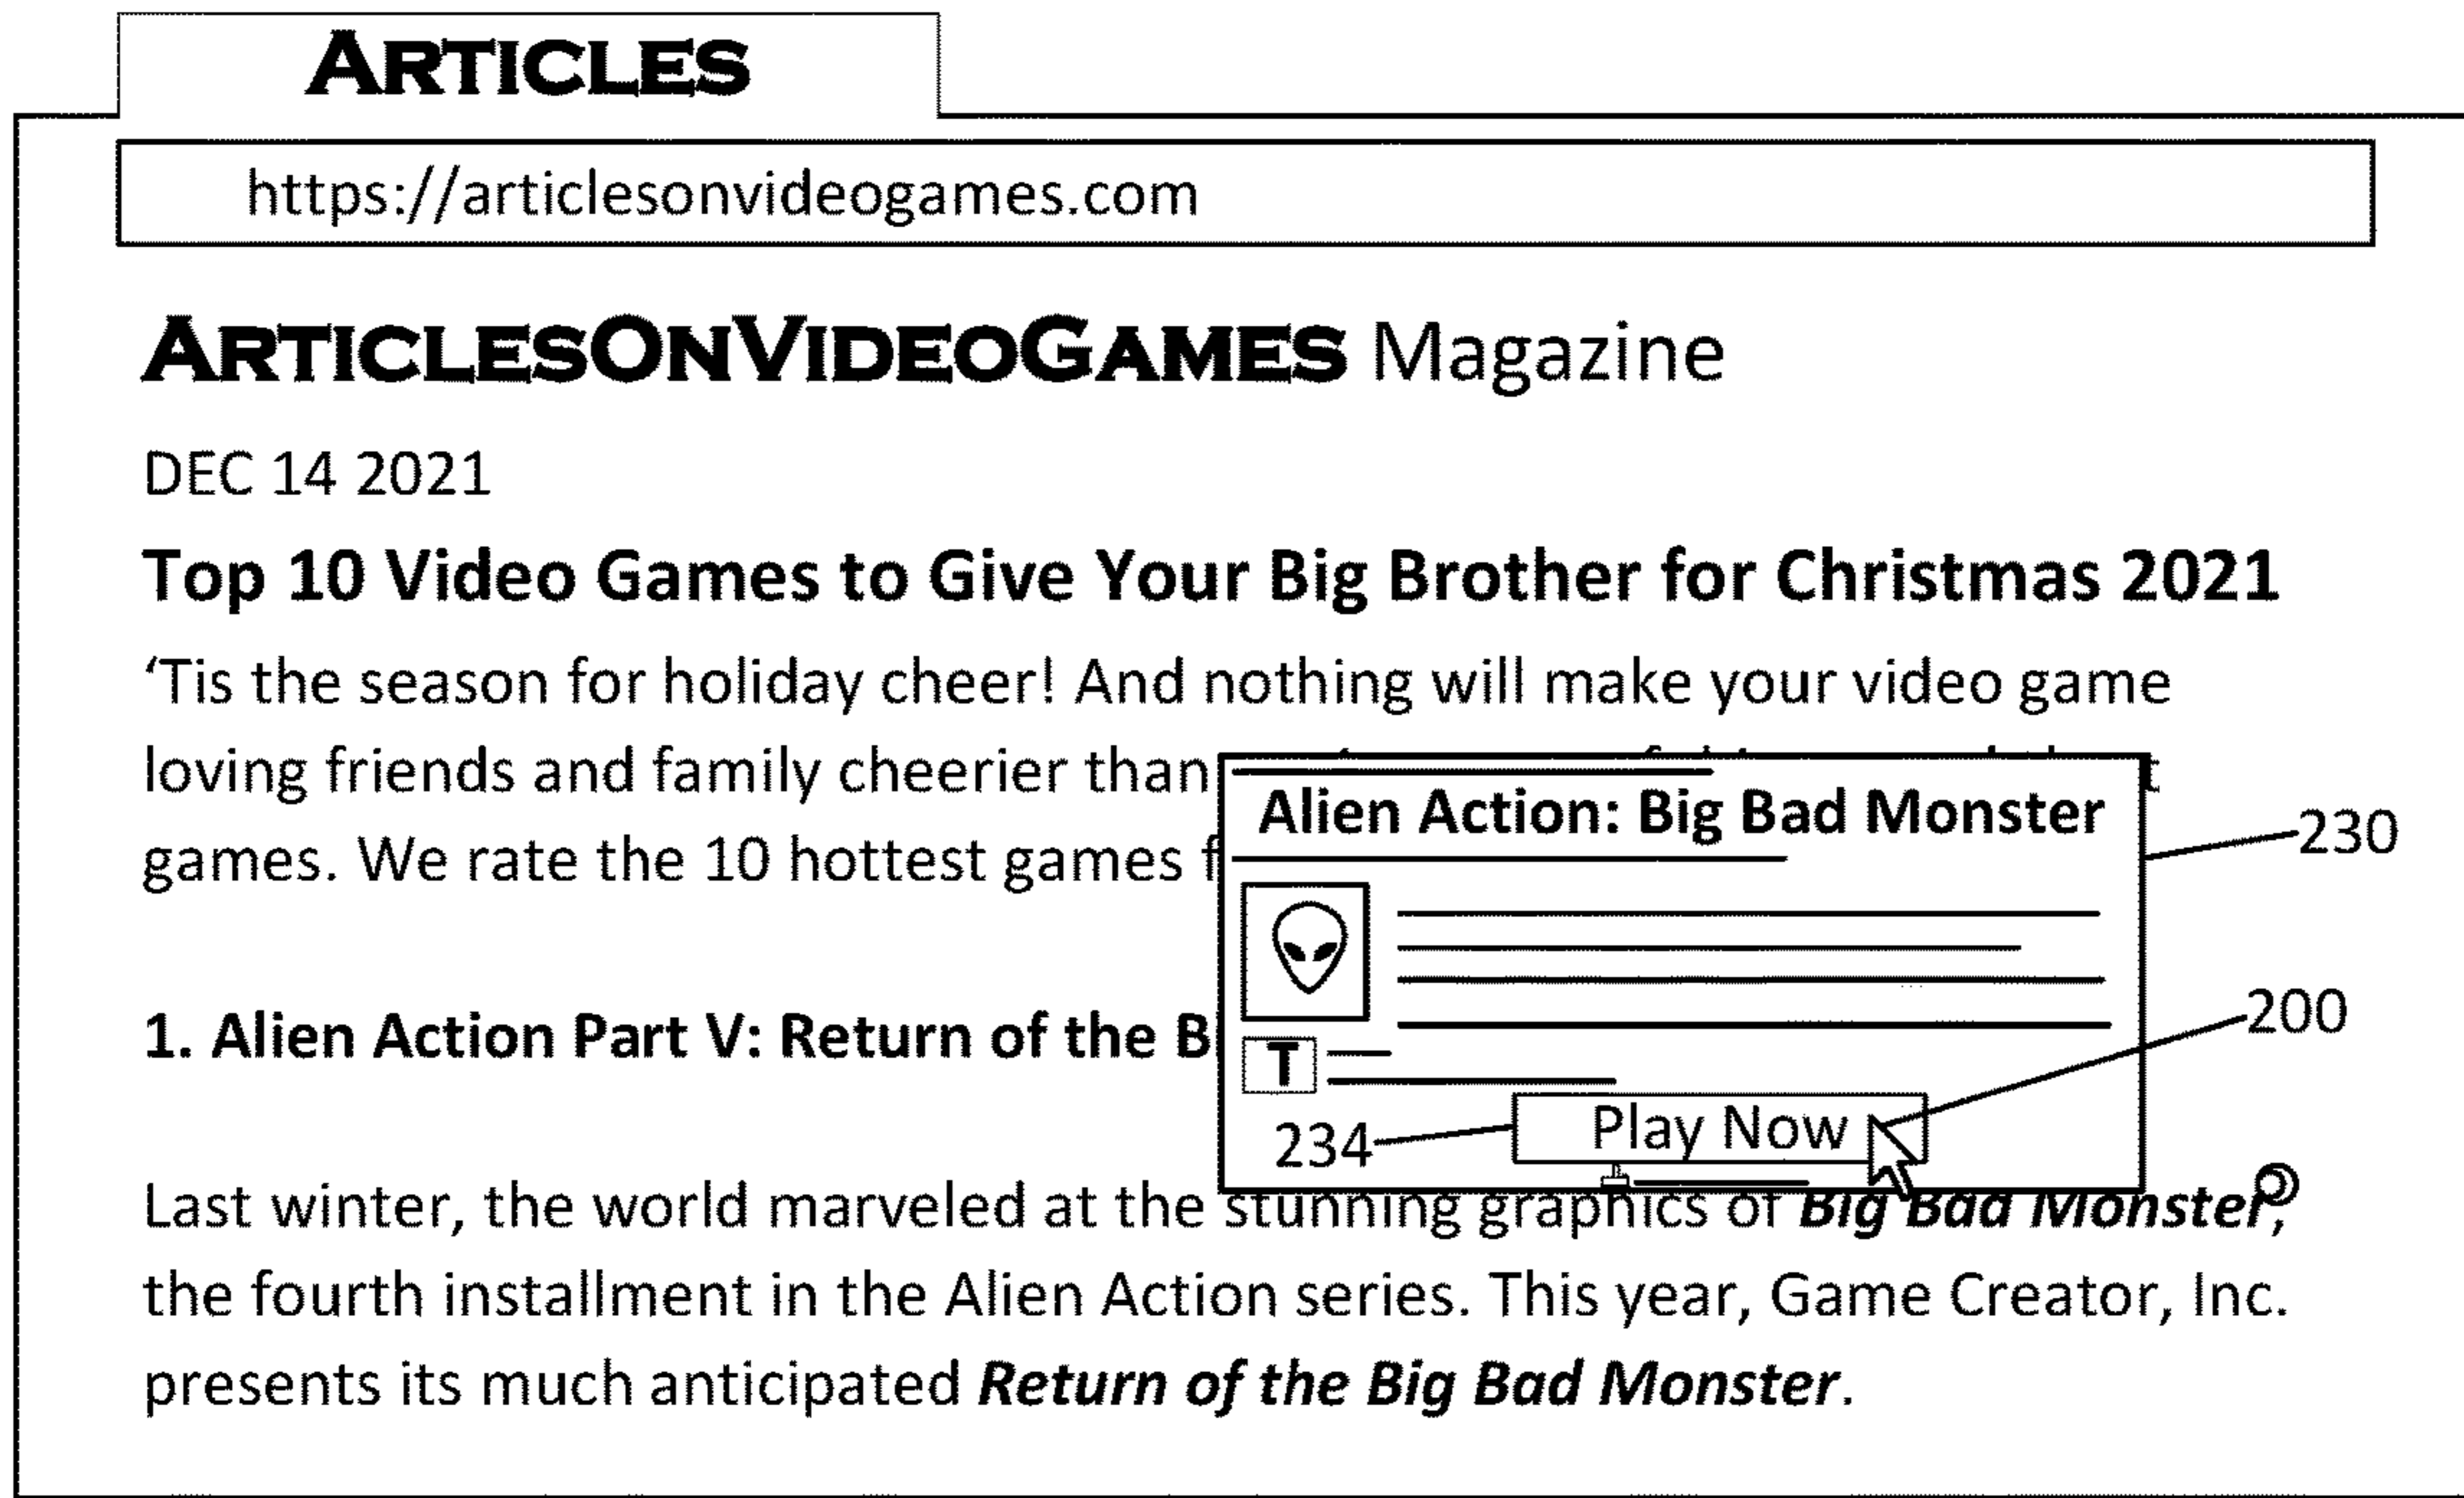 ARTICLES
https://articlesonvideogames.com
ARTICLESONVIDEOGAMES Magazine
DEC 14 2021
Top 10 Video Games to Give Your Big Brother for Christmas 2021
‘Tis the season for holiday cheer! And nothing will make your video game
loving friends and family cheerier than
games. We rate the 10 hottest games f
Alien Action: Big Bad Monster
230
200
1. Alien Action Part V: Return of the B
T
Play Now
234
Last winter, the world marveled at the stunning graphics of Big Bad Monster,
the fourth installment in the Alien Action series. This year, Game Creator, Inc.
presents its much anticipated Return of the Big Bad Monster.